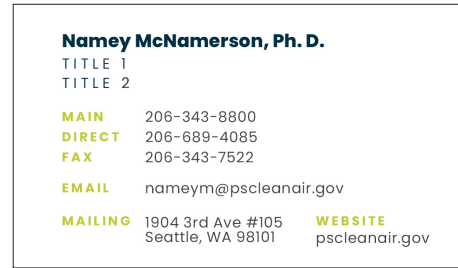 Namey McNamerson, Ph. D.
TITLE 1
TITLE 2
MAIN 206-343-8800
DIRECT 206-689-4085
FAX 206-343-7522
EMAIL nameym@pscleanair.gov
MAILING 1904 3rd Ave #105
Seattle, WA 98101
WEBSITE
pscleanair.gov